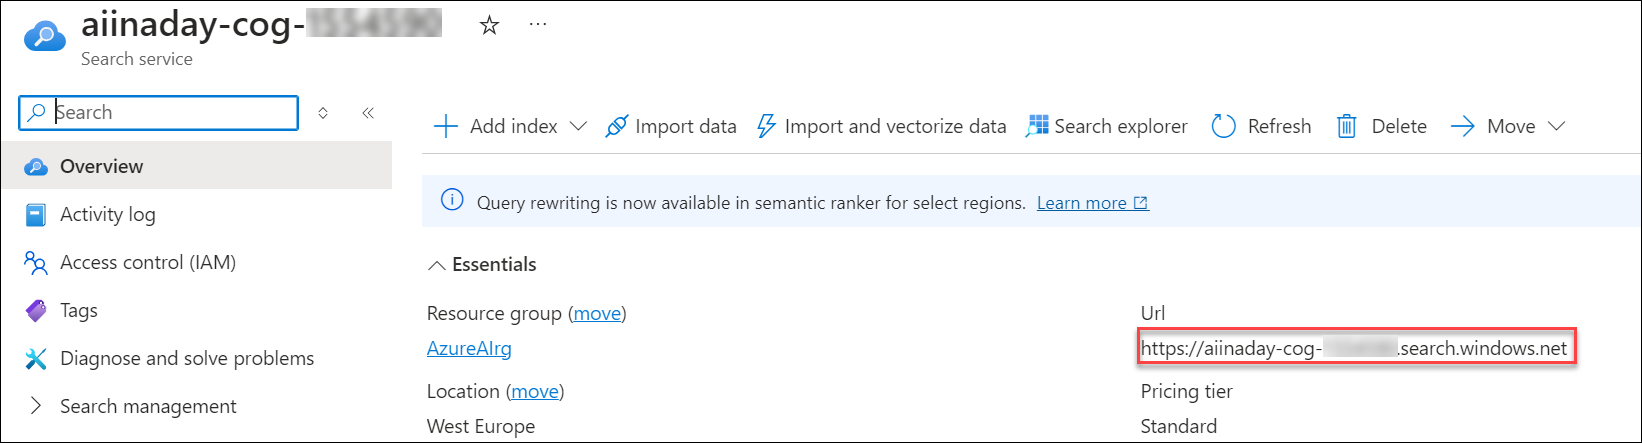 aiinaday-cog-
Search service
Search
Add index
Import data
Import and vectorize data
Search explorer
Refresh
Delete
Move
Overview
Activity log
Access control (IAM)
Tags
Diagnose and solve problems
Search management
Query rewriting is now available in semantic ranker for select regions. Learn more
Essentials
Resource group (move)
AzureAIrg
Location (move)
West Europe
Url
https://aiinaday-cog-.search.windows.net
Pricing tier
Standard